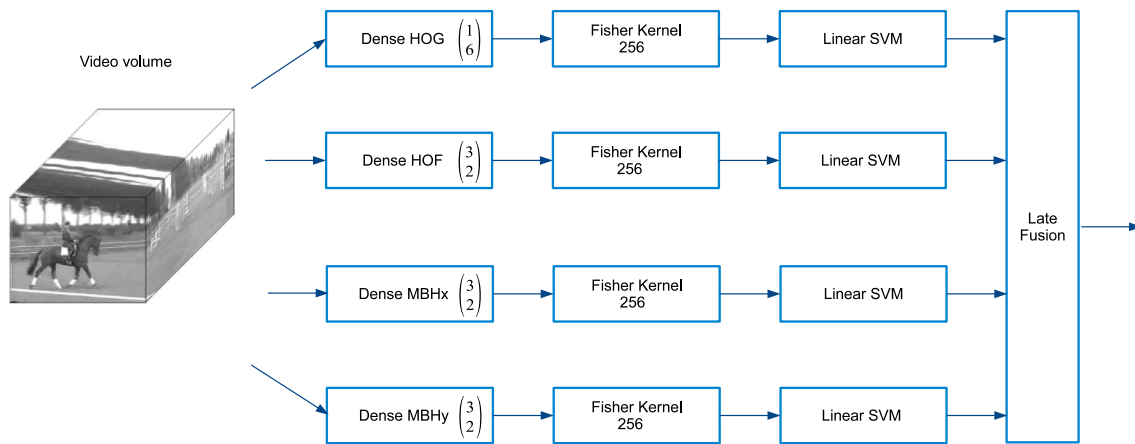 Video volume
Dense HOG (1 6)
Fisher Kernel
256
Linear SVM
Dense HOF (3 2)
Fisher Kernel
256
Linear SVM
Dense MBHx (3 2)
Fisher Kernel
256
Linear SVM
Dense MBHy (3 2)
Fisher Kernel
256
Linear SVM
Late
Fusion